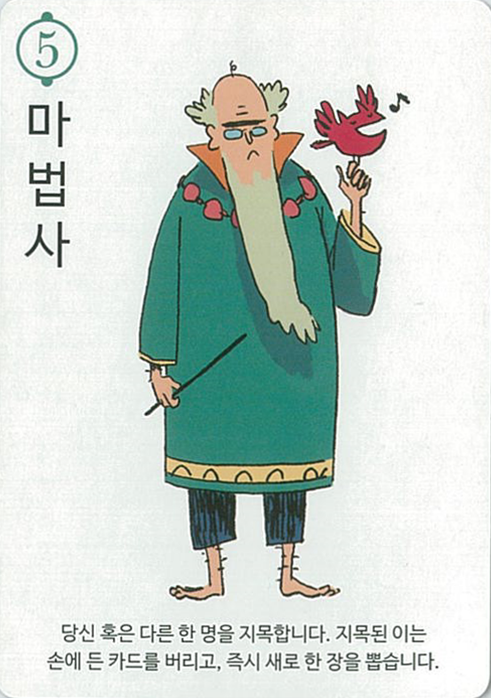 5
마법사
당신 혹은 다른 한 명을 지목합니다. 지목된 이는
손에 든 카드를 버리고, 즉시 새로 한 장을 뽑습니다.